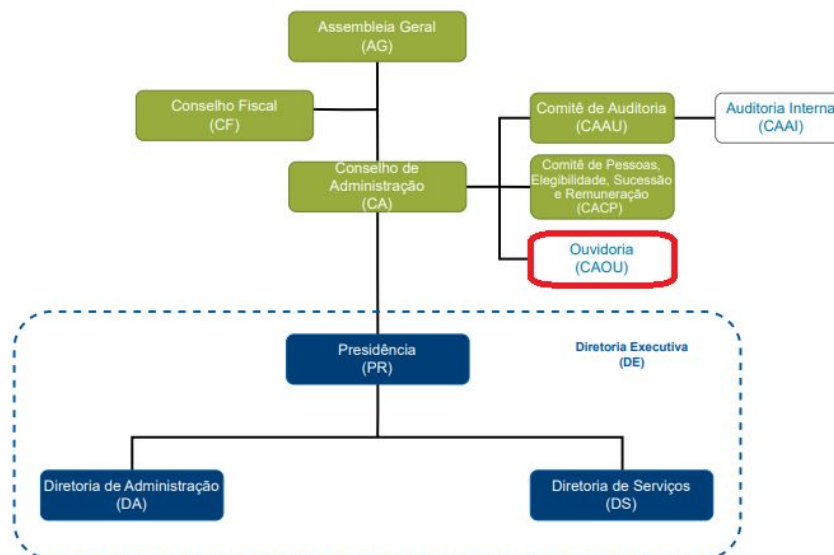 Assembleia Geral
(AG)
Conselho Fiscal
(CF)
Comitê de Auditoria
(CAAU)
Auditoria Interna
(CAAI)
Conselho de
Administração
(CA)
Comitê de Pessoas,
Elegibilidade, Sucessão
e Remuneração
(CACP)
Ouvidoria
(CAOU)
Presidência
(PR)
Diretoria Executiva
(DE)
Diretoria de Administração
(DA)
Diretoria de Serviços
(DS)